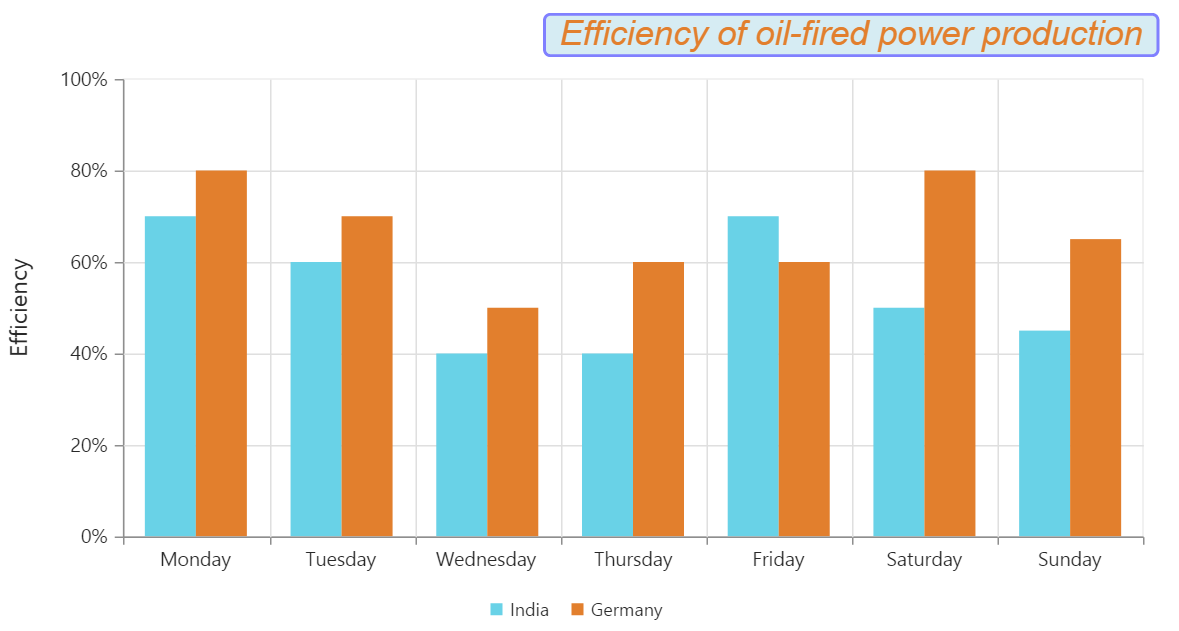 Efficiency of oil-fired power production
100%
80%
60%
40%
20%
0%
Efficiency
Monday Tuesday Wednesday Thursday Friday Saturday Sunday
India Germany